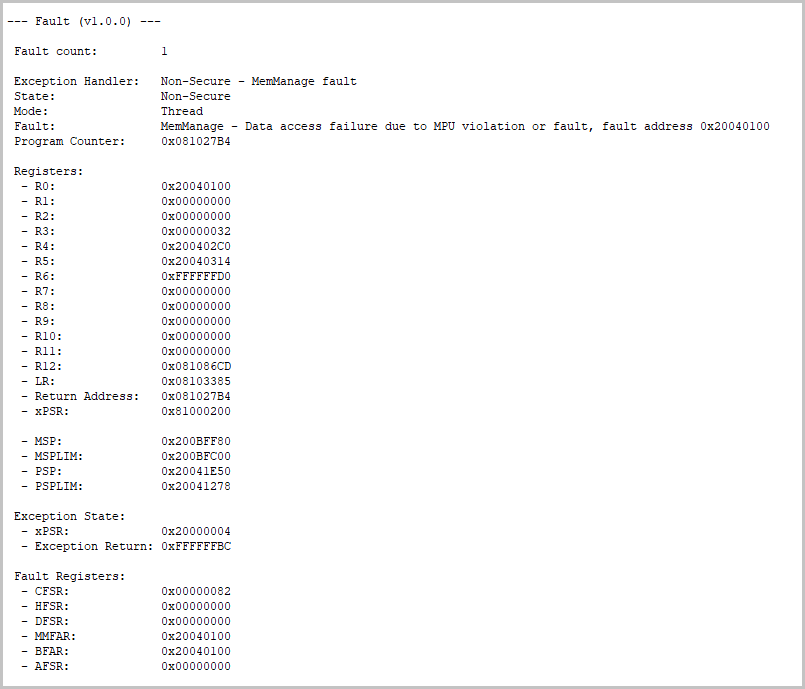 --- Fault (v1.0.0) ---
Fault count: 1
Exception Handler: Non-Secure - MemManage fault
State: Non-Secure
Mode: Thread
Fault: MemManage - Data access failure due to MPU violation or fault, fault address 0x20040100
Program Counter: 0x081027B4
Registers:
- R0: 0x20040100
- R1: 0x00000000
- R2: 0x00000000
- R3: 0x00000032
- R4: 0x200402C0
- R5: 0x20040314
- R6: 0xFFFFFFD0
- R7: 0x00000000
- R8: 0x00000000
- R9: 0x00000000
- R10: 0x00000000
- R11: 0x00000000
- R12: 0x081086CD
- LR: 0x08103385
- Return Address: 0x081027B4
- xPSR: 0x81000200
- MSP: 0x200BFF80
- MSPLIM: 0x200BFC00
- PSP: 0x20041E50
- PSPLIM: 0x20041278
Exception State:
- xPSR: 0x20000004
- Exception Return: 0xFFFFFFBC
Fault Registers:
- CFSR: 0x00000082
- HFSR: 0x00000000
- DFSR: 0x00000000
- MMFAR: 0x20040100
- BFAR: 0x20040100
- AFSR: 0x00000000